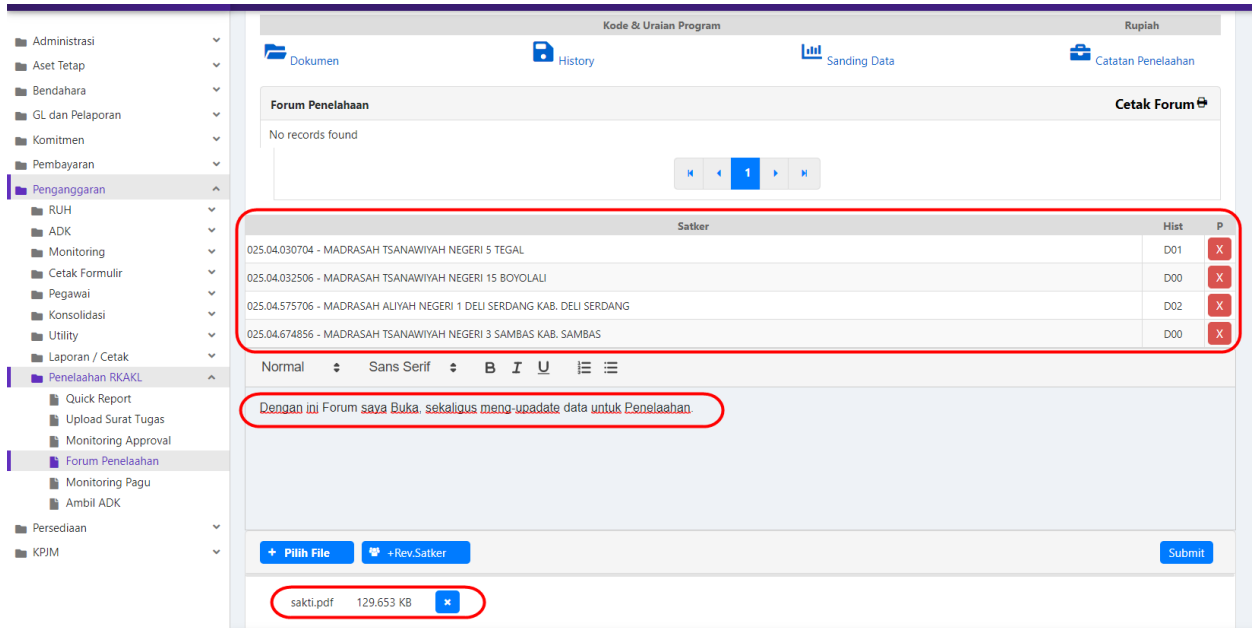 Administrasi
Aset Tetap
Bendahara
GL dan Pelaporan
Komitmen
Pembayaran
Penganggaran
RUH
ADK
Monitoring
Cetak Formulir
Pegawai
Konsolidasi
Utility
Laporan / Cetak
Penelaahan RKAKL
Quick Report
Upload Surat Tugas
Monitoring Approval
Forum Penelaahan
Monitoring Pagu
Ambil ADK
Persediaan
KPJM
Kode & Uraian Program Rupiah
Dokumen History Sanding Data Catatan Penelaahan
Forum Penelahaan Cetak Forum
No records found
1
Satker Hist P
025.04.030704 - MADRASAH TSANAWIYAH NEGERI 5 TEGAL D01 X
025.04.032506 - MADRASAH TSANAWIYAH NEGERI 15 BOYOLALI D00 X
025.04.575706 - MADRASAH ALIYAH NEGERI 1 DELI SERDANG KAB. DELI SERDANG D02 X
025.04.674856 - MADRASAH TSANAWIYAH NEGERI 3 SAMBAS KAB. SAMBAS D00 X
Normal Sans Serif B I U
Dengan ini Forum saya Buka, sekaligus meng-upadate data untuk Penelaahan.
+ Pilih File +Rev.Satker Submit
sakti.pdf 129.653 KB